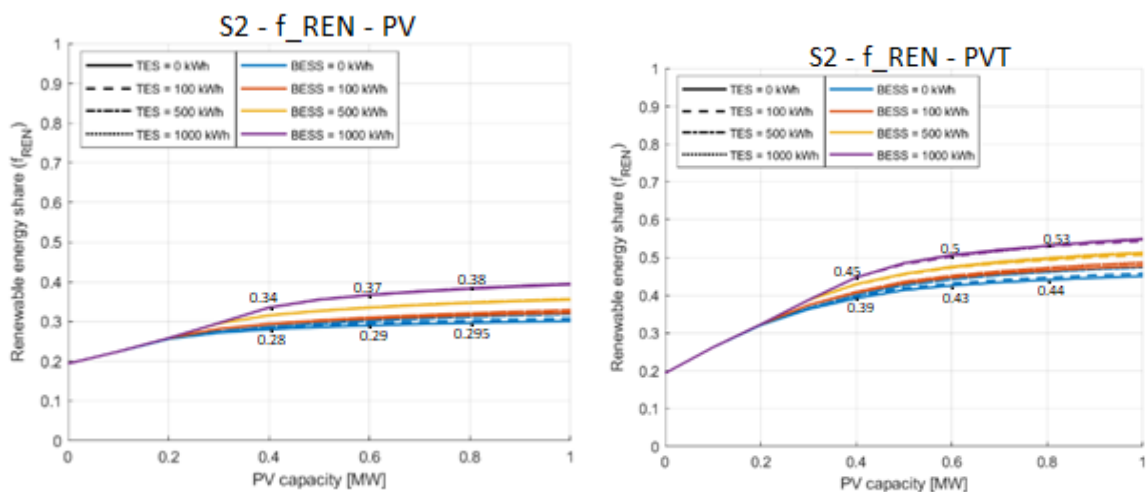 S2 - f_REN - PV
1
0.9
0.8
0.7
0.6
0.5
0.4
0.3
0.2
0.1
0
Renewable energy share (f_REN)
TES = 0 kWh
TES = 100 kWh
TES = 500 kWh
TES = 1000 kWh
BESS = 0 kWh
BESS = 100 kWh
BESS = 500 kWh
BESS = 1000 kWh
0.34
0.37
0.38
0.28
0.29
0.295
0 0.2 0.4 0.6 0.8 1
PV capacity [MW]
S2 - f_REN - PVT
1
0.9
0.8
0.7
0.6
0.5
0.4
0.3
0.2
0.1
0
Renewable energy share (f_REN)
TES = 0 kWh
TES = 100 kWh
TES = 500 kWh
TES = 1000 kWh
BESS = 0 kWh
BESS = 100 kWh
BESS = 500 kWh
BESS = 1000 kWh
0.45
0.5
0.53
0.39
0.43
0.44
0 0.2 0.4 0.6 0.8 1
PV capacity [MW]